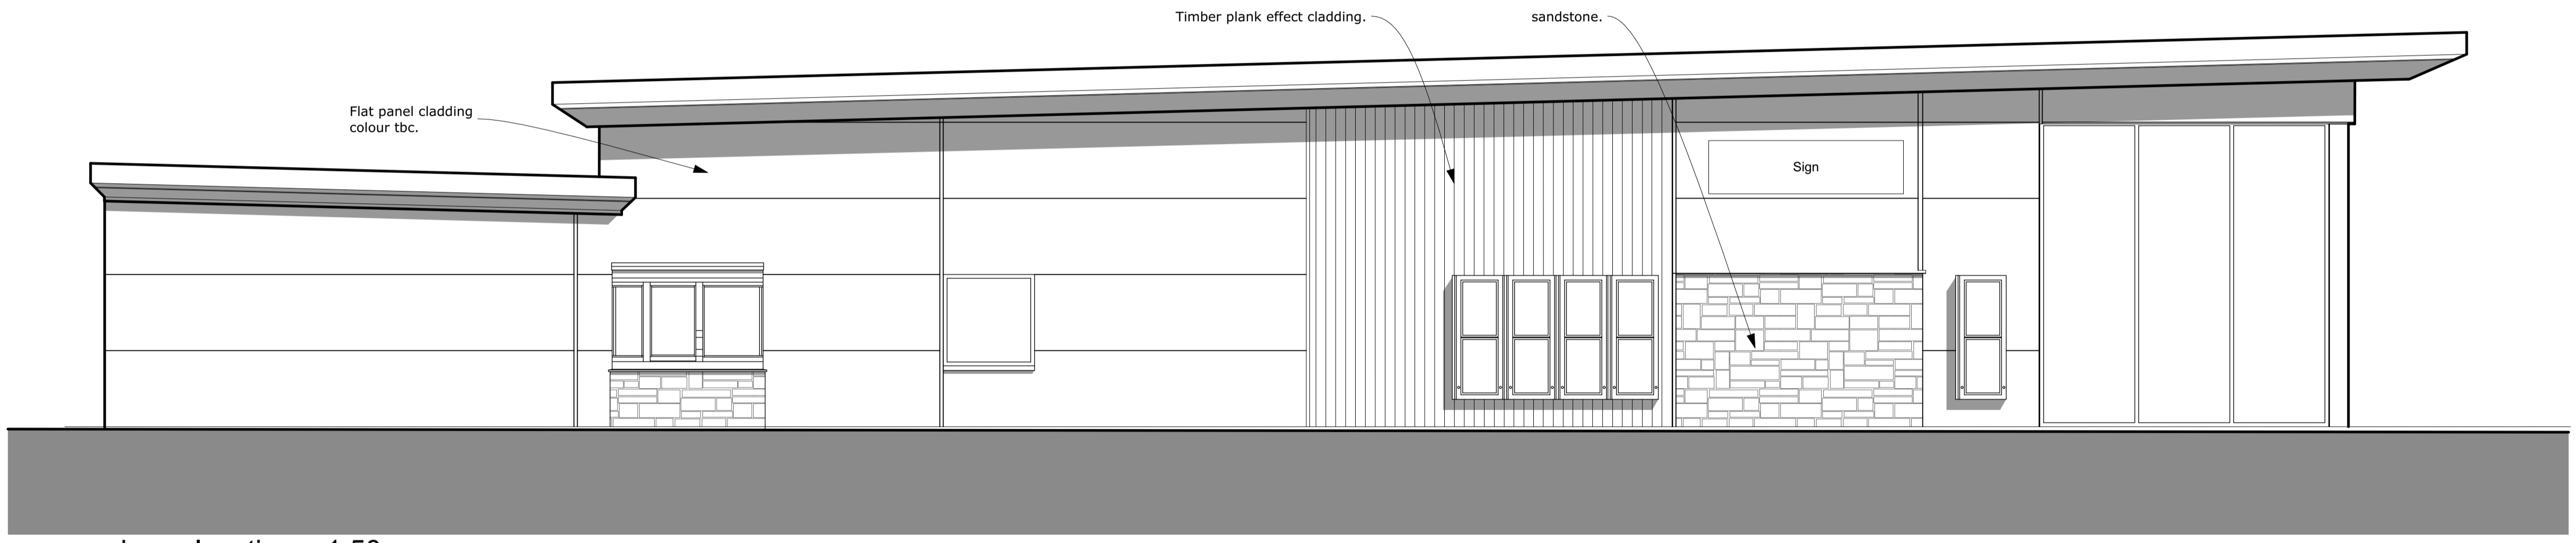 Timber plank effect cladding.
sandstone.
Flat panel cladding
colour tbc.
Sign